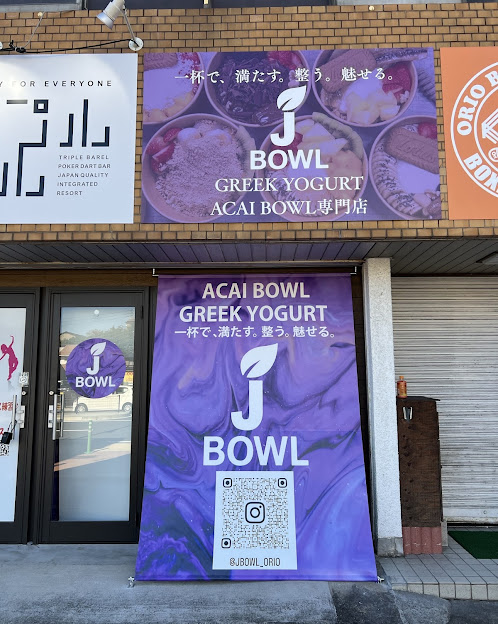 Y FOR EVERYONE
TRIPLE BAREL
POKER DART BAR
JAPAN QUALITY
INTEGRATED
RESORT
一杯で、満たす。整う。魅せる。
J
BOWL
GREEK YOGURT
ACAI BOWL専門店
ORIO B
BON
ACAI BOWL
GREEK YOGURT
一杯で、満たす。整う。魅せる。
J
BOWL
@JBOWL_ORIO
J
BOWL